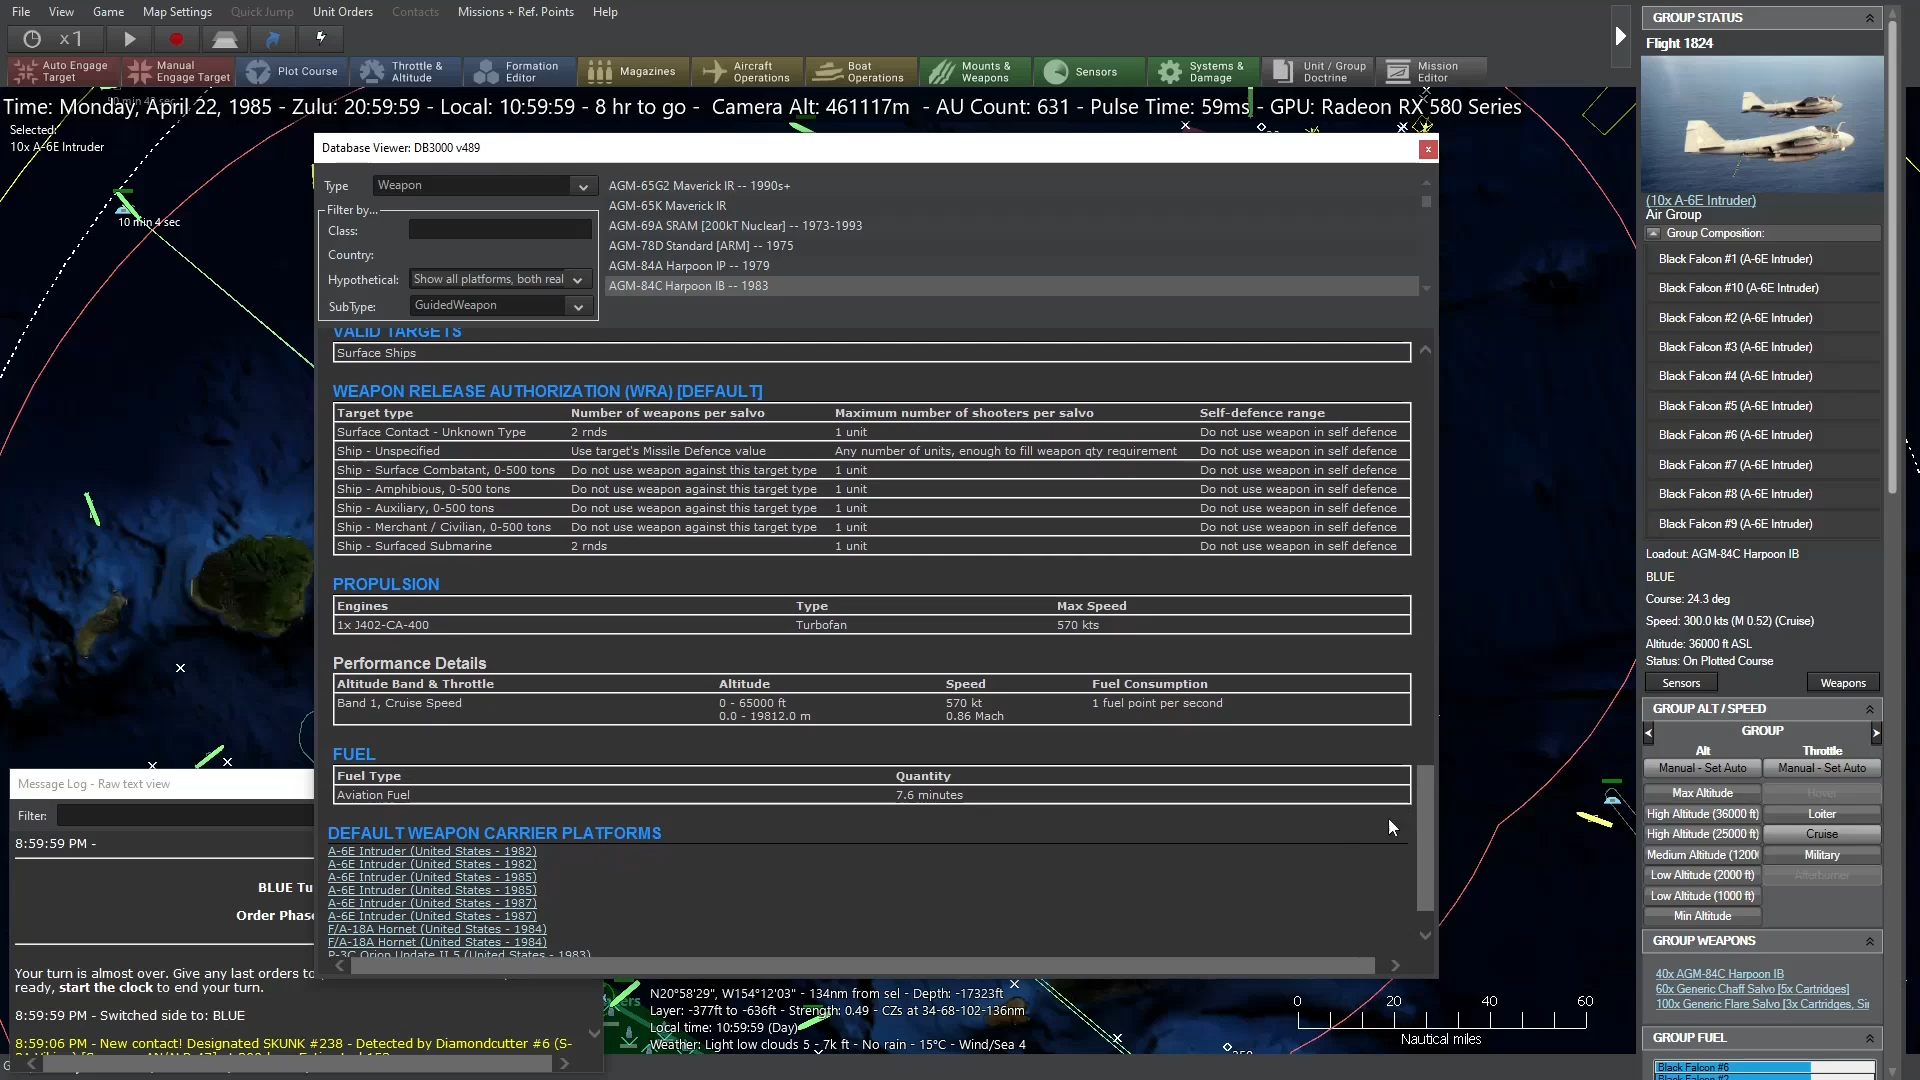 File View Game Map Settings Quick Jump Unit Orders Contacts Missions + Ref. Points Help
x1
Auto Engage Target
Manual Engage Target
Plot Course
Throttle & Altitude
Formation Editor
Magazines
Aircraft Operations
Boat Operations
Mounts & Weapons
Sensors
Systems & Damage
Unit / Group Doctrine
Mission Editor
Time: Monday, April 22, 1985 - Zulu: 20:59:59 - Local: 10:59:59 - 8 hr to go - Camera Alt: 461117m - AU Count: 631 - Pulse Time: 59ms - GPU: Radeon RX 580 Series
Selected:
10x A-6E Intruder
10 min 4 sec
Database Viewer: DB3000 v489
x
Type Weapon
Filter by...
Class:
Country:
Hypothetical: Show all platforms, both real
SubType: GuidedWeapon
AGM-65G2 Maverick IR -- 1990s+
AGM-65K Maverick IR
AGM-69A SRAM [200kT Nuclear] -- 1973-1993
AGM-78D Standard [ARM] -- 1975
AGM-84A Harpoon IP -- 1979
AGM-84C Harpoon IB -- 1983
VALID TARGETS
Surface Ships
WEAPON RELEASE AUTHORIZATION (WRA) [DEFAULT]
Target type Number of weapons per salvo Maximum number of shooters per salvo Self-defence range
Surface Contact - Unknown Type 2 rnds 1 unit Do not use weapon in self defence
Ship - Unspecified Use target's Missile Defence value Any number of units, enough to fill weapon qty requirement Do not use weapon in self defence
Ship - Surface Combatant, 0-500 tons Do not use weapon against this target type 1 unit Do not use weapon in self defence
Ship - Amphibious, 0-500 tons Do not use weapon against this target type 1 unit Do not use weapon in self defence
Ship - Auxiliary, 0-500 tons Do not use weapon against this target type 1 unit Do not use weapon in self defence
Ship - Merchant / Civilian, 0-500 tons Do not use weapon against this target type 1 unit Do not use weapon in self defence
Ship - Surfaced Submarine 2 rnds 1 unit Do not use weapon in self defence
PROPULSION
Engines Type Max Speed
1x J402-CA-400 Turbofan 570 kts
Performance Details
Altitude Band & Throttle Altitude Speed Fuel Consumption
Band 1, Cruise Speed 0 - 65000 ft 570 kt 1 fuel point per second
0.0 - 19812.0 m 0.86 Mach
FUEL
Fuel Type Quantity
Aviation Fuel 7.6 minutes
DEFAULT WEAPON CARRIER PLATFORMS
A-6E Intruder (United States - 1982)
A-6E Intruder (United States - 1982)
A-6E Intruder (United States - 1985)
A-6E Intruder (United States - 1985)
A-6E Intruder (United States - 1987)
A-6E Intruder (United States - 1987)
F/A-18A Hornet (United States - 1984)
F/A-18A Hornet (United States - 1984)
P-3C Orion Update II.5 (United States - 1983)
Message Log - Raw text view
Filter:
8:59:59 PM -
BLUE Tu
Order Phase
Your turn is almost over. Give any last orders to
ready, start the clock to end your turn.
8:59:59 PM - Switched side to: BLUE
8:59:06 PM - New contact! Designated SKUNK #238 - Detected by Diamondcutter #6 (S-
N20°58'29", W154°12'03" - 134nm from sel - Depth: -17323ft
Layer: -377ft to -636ft - Strength: 0.49 - CZs at 34-68-102-136nm
Local time: 10:59:59 (Day)
Weather: Light low clouds 5 - 7k ft - No rain - 15°C - Wind/Sea 4
0 20 40 60
Nautical miles
GROUP STATUS
Flight 1824
(10x A-6E Intruder)
Air Group
Group Composition:
Black Falcon #1 (A-6E Intruder)
Black Falcon #10 (A-6E Intruder)
Black Falcon #2 (A-6E Intruder)
Black Falcon #3 (A-6E Intruder)
Black Falcon #4 (A-6E Intruder)
Black Falcon #5 (A-6E Intruder)
Black Falcon #6 (A-6E Intruder)
Black Falcon #7 (A-6E Intruder)
Black Falcon #8 (A-6E Intruder)
Black Falcon #9 (A-6E Intruder)
Loadout: AGM-84C Harpoon IB
BLUE
Course: 24.3 deg
Speed: 300.0 kts (M 0.52) (Cruise)
Altitude: 36000 ft ASL
Status: On Plotted Course
Sensors Weapons
GROUP ALT / SPEED
GROUP
Alt Throttle
Manual - Set Auto Manual - Set Auto
Max Altitude Hover
High Altitude (36000 ft) Loiter
High Altitude (25000 ft) Cruise
Medium Altitude (1200 Military
Low Altitude (2000 ft) Afterburner
Low Altitude (1000 ft)
Min Altitude
GROUP WEAPONS
40x AGM-84C Harpoon IB
60x Generic Chaff Salvo [5x Cartridges]
100x Generic Flare Salvo [3x Cartridges, Sin
GROUP FUEL
Black Falcon #6